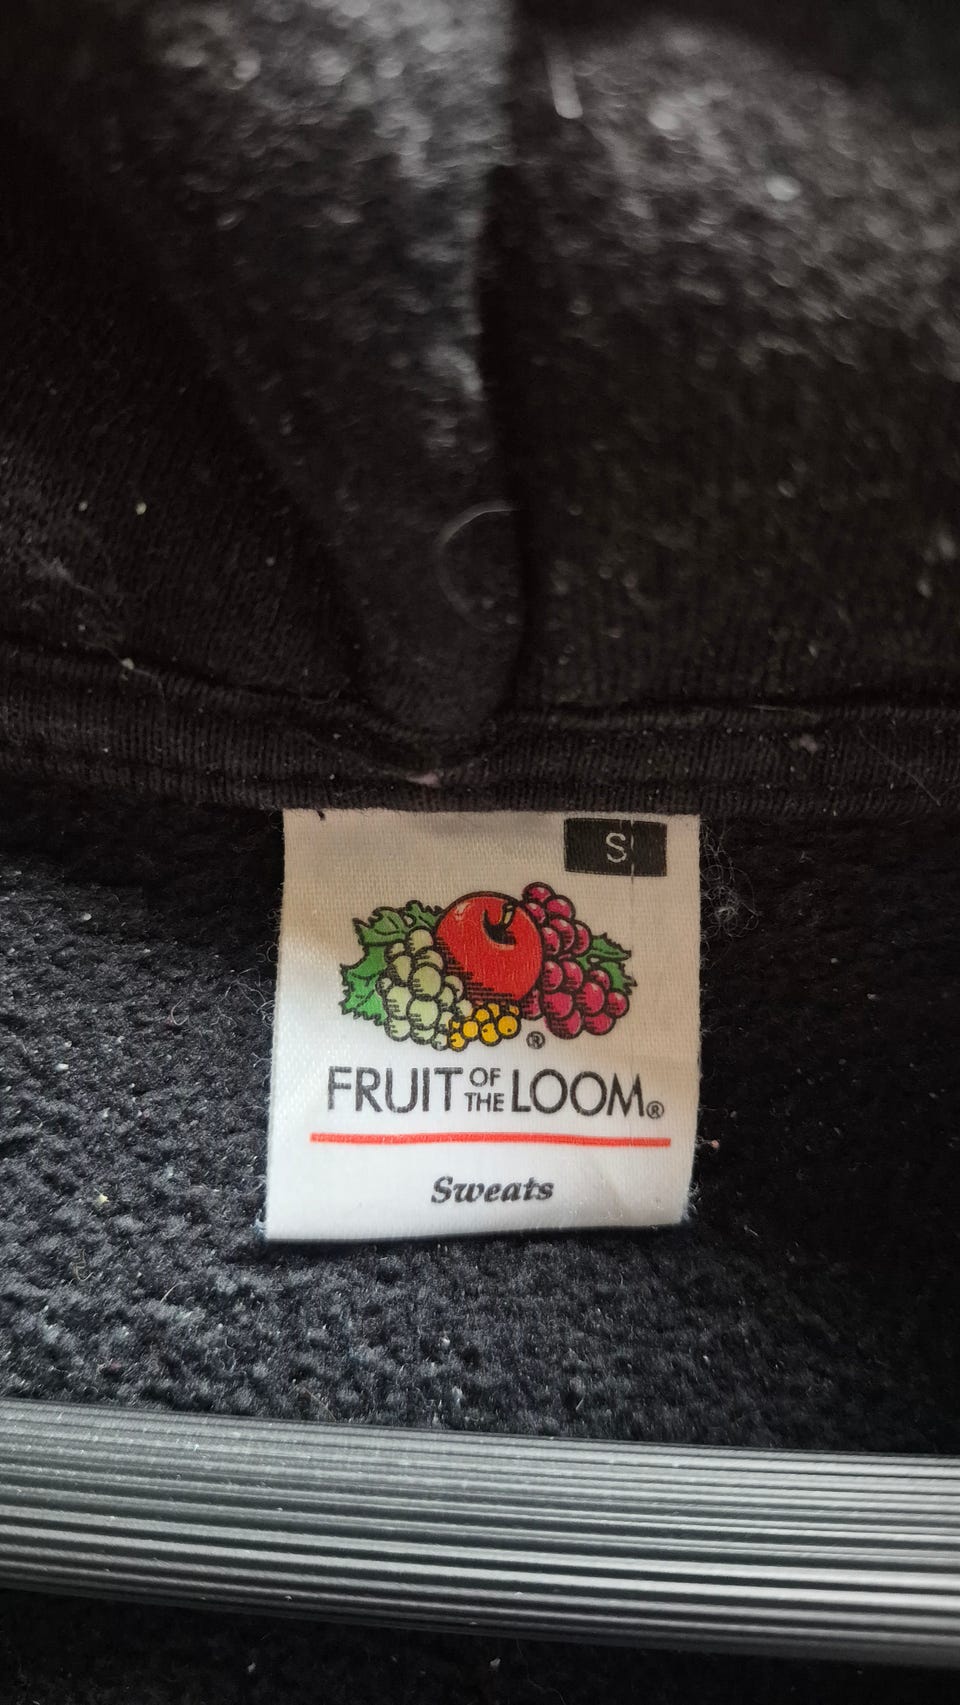 S
®
FRUIT OF THE LOOM®
Sweats